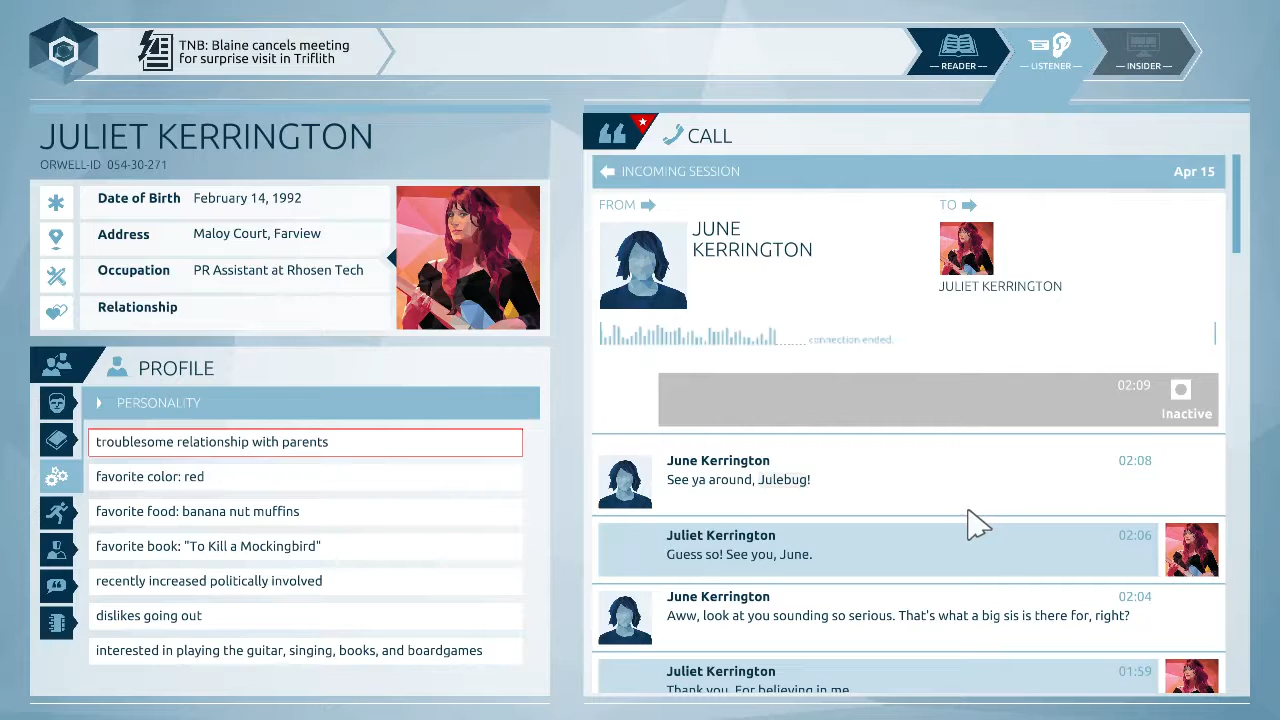 TNB: Blaine cancels meeting
for surprise visit in Triflith
— READER —
— LISTENER —
— INSIDER —
JULIET KERRINGTON
ORWELL-ID 054-30-271
Date of Birth February 14, 1992
Address Maloy Court, Farview
Occupation PR Assistant at Rhosen Tech
Relationship
PROFILE
PERSONALITY
troublesome relationship with parents
favorite color: red
favorite food: banana nut muffins
favorite book: "To Kill a Mockingbird"
recently increased politically involved
dislikes going out
interested in playing the guitar, singing, books, and boardgames
CALL
INCOMING SESSION Apr 15
FROM TO
JUNE
KERRINGTON
JULIET KERRINGTON
connection ended.
02:09
Inactive
June Kerrington 02:08
See ya around, Julebug!
Juliet Kerrington 02:06
Guess so! See you, June.
June Kerrington 02:04
Aww, look at you sounding so serious. That's what a big sis is there for, right?
Juliet Kerrington 01:59
Thank you. For believing in me